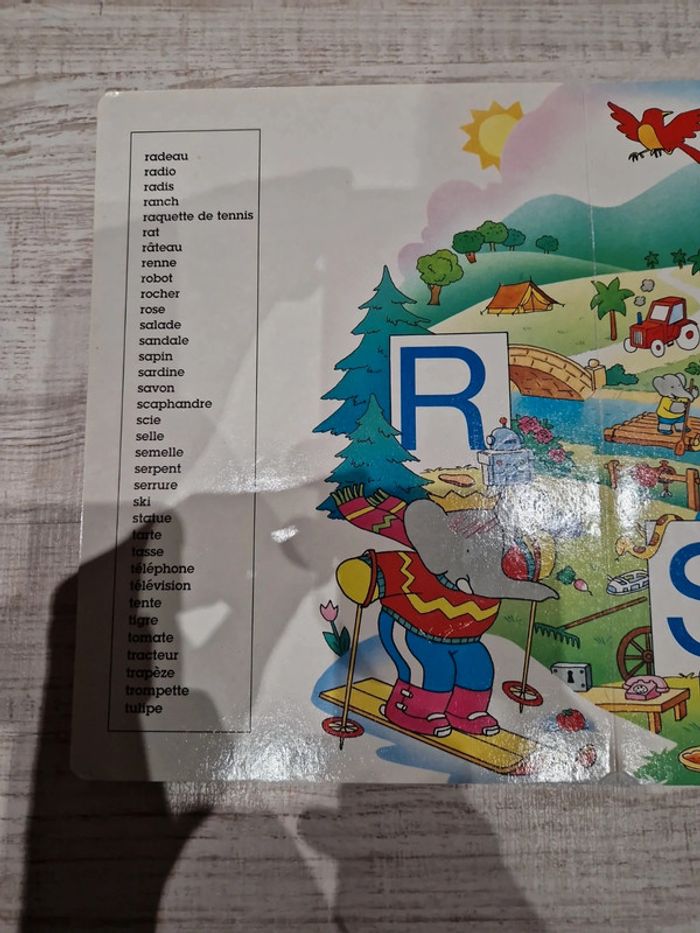 radeau
radio
radis
ranch
raquette de tennis
rat
râteau
renne
robot
rocher
rose
salade
sandale
sapin
sardine
savon
scaphandre
scie
selle
semelle
serpent
serrure
ski
statue
tarte
tasse
téléphone
télévision
tente
tigre
tomate
tracteur
trapèze
trompette
tulipe
R
S